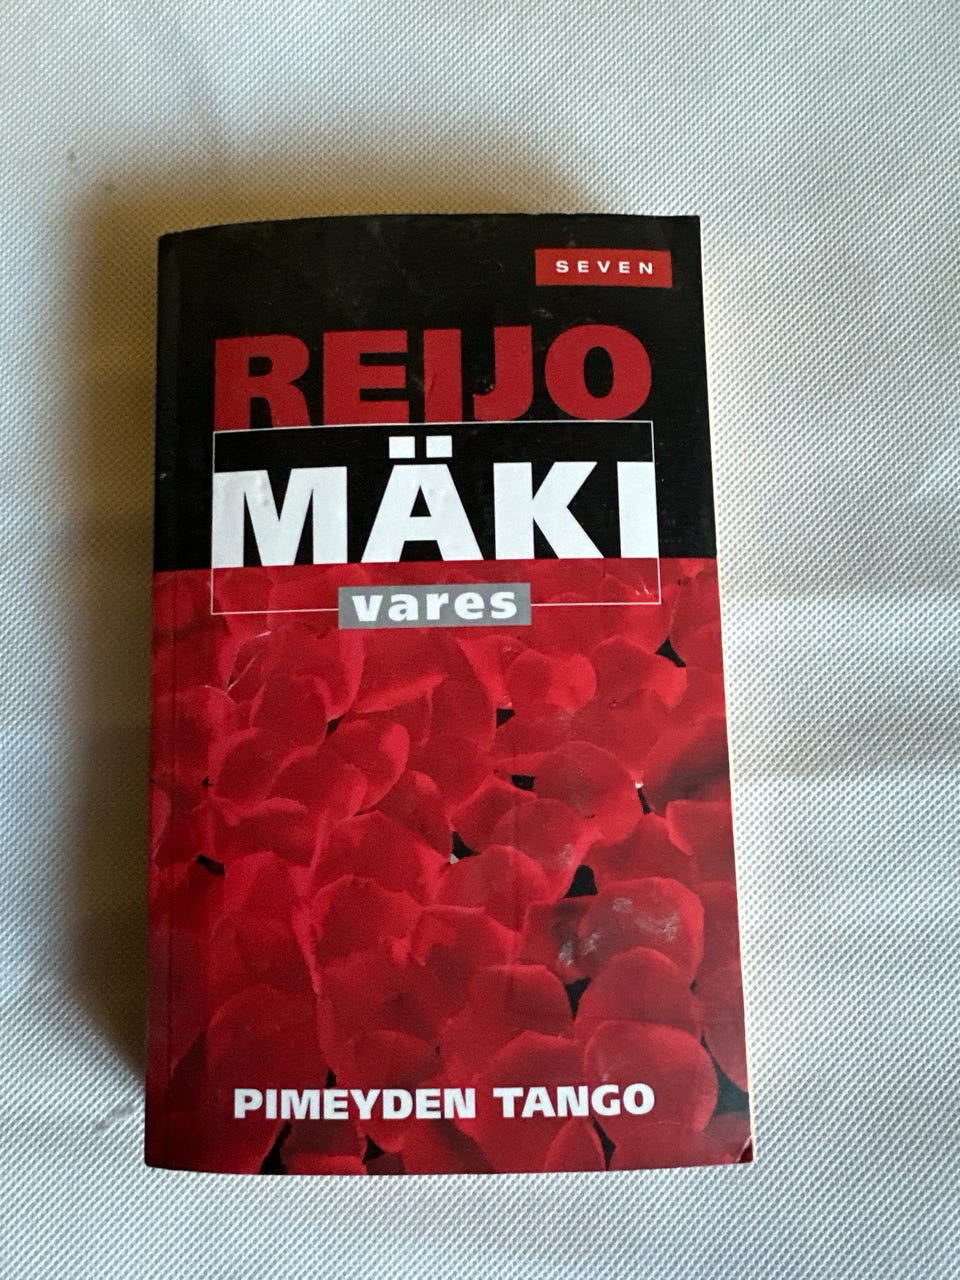 SEVEN
REIJO
MÄKI
vares
PIMEYDEN TANGO